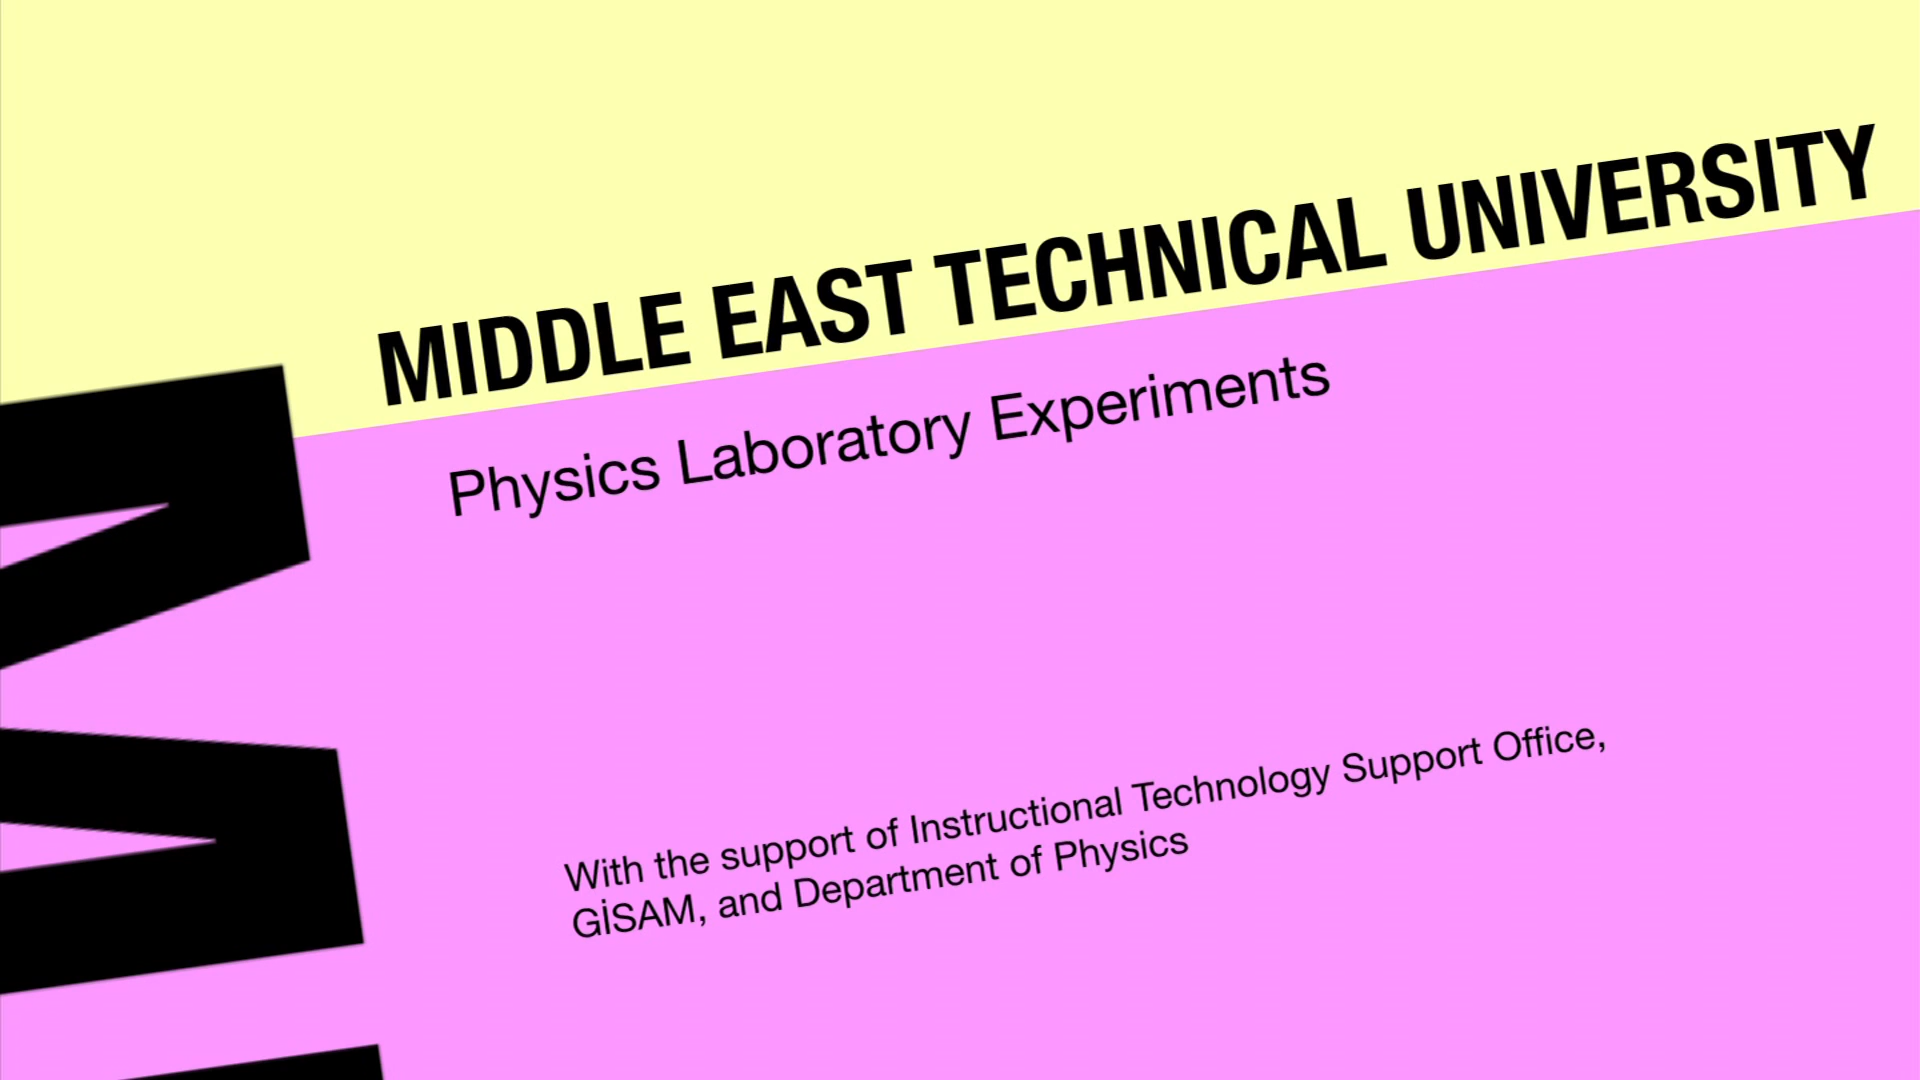 MIDDLE EAST TECHNICAL UNIVERSITY
Physics Laboratory Experiments
With the support of Instructional Technology Support Office,
GİSAM, and Department of Physics